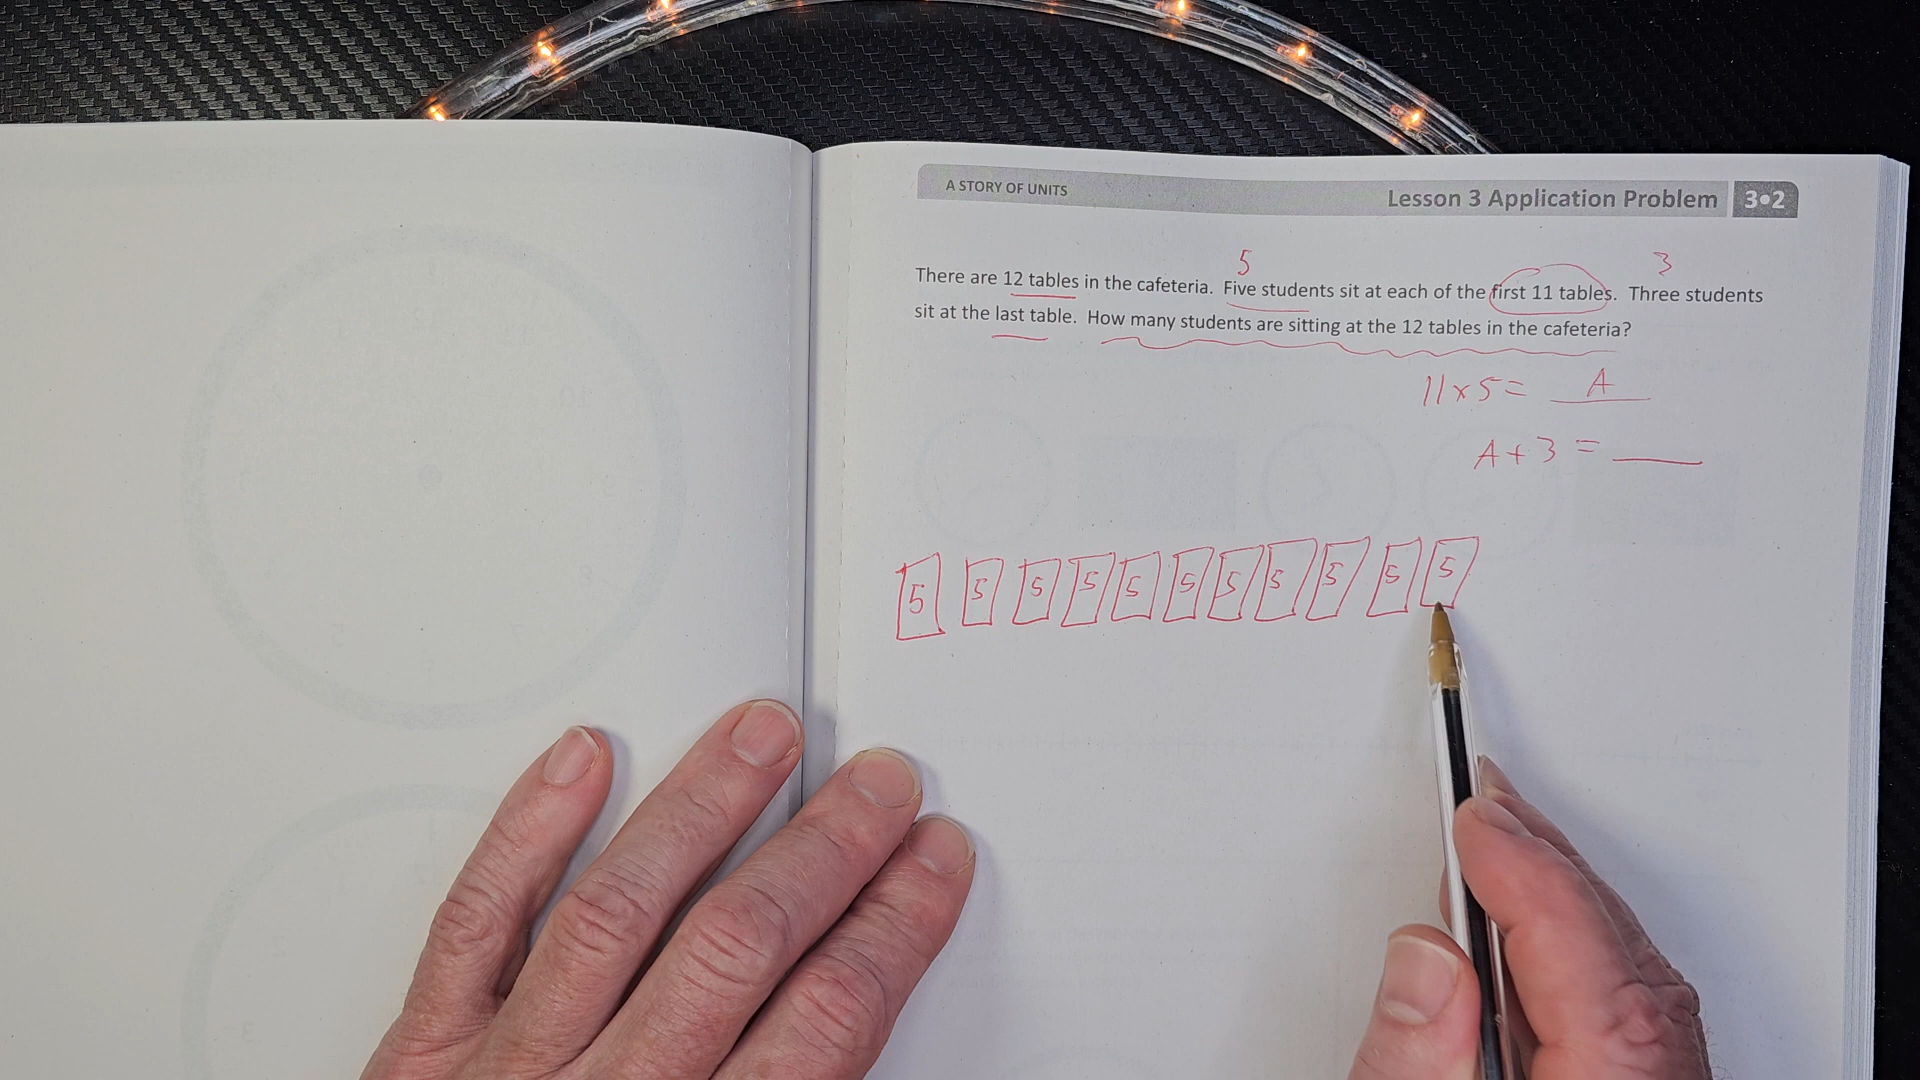 A STORY OF UNITS
Lesson 3 Application Problem 3•2
5 3
There are 12 tables in the cafeteria. Five students sit at each of the first 11 tables. Three students
sit at the last table. How many students are sitting at the 12 tables in the cafeteria?
11 x 5 = A
A + 3 = ___
5 5 5 5 5 5 5 5 5 5 5